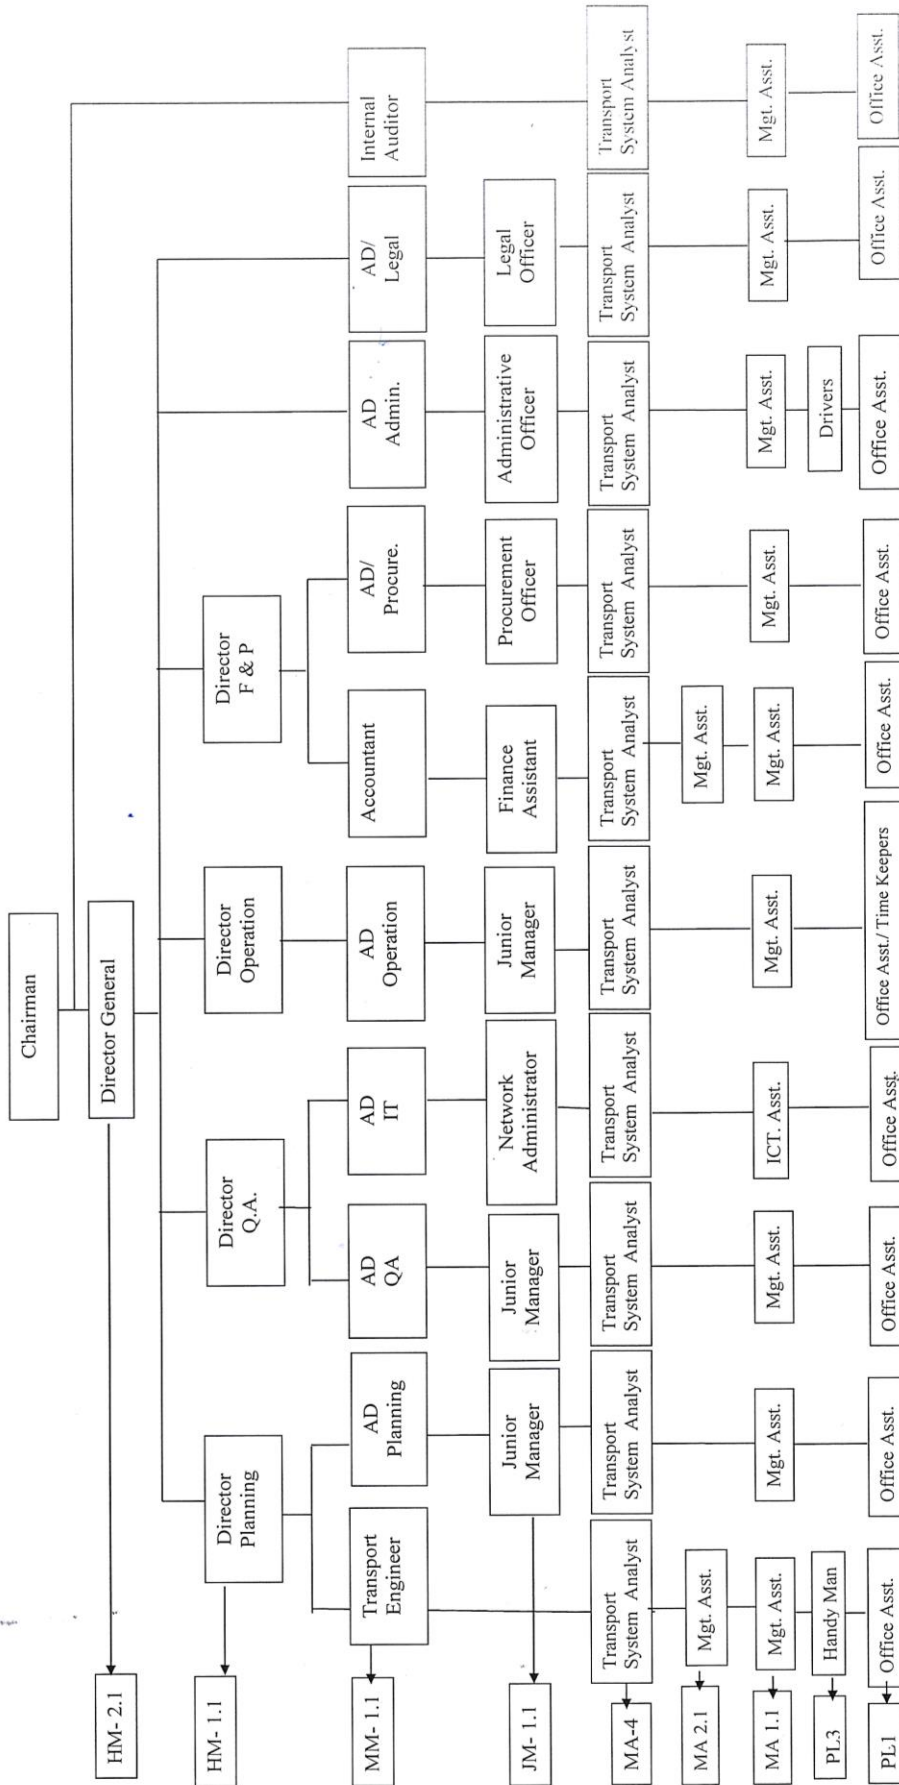 Chairman
HM- 2.1
Director General
HM- 1.1
Director
Planning
Director
Q.A.
Director
Operation
Director
F & P
MM- 1.1
Transport
Engineer
AD
Planning
AD
QA
AD
IT
AD
Operation
Accountant
AD/
Procure.
AD
Admin.
AD/
Legal
Internal
Auditor
JM- 1.1
Junior
Manager
Junior
Manager
Network
Administrator
Junior
Manager
Finance
Assistant
Procurement
Officer
Administrative
Officer
Legal
Officer
MA-4
Transport
System Analyst
Transport
System Analyst
Transport
System Analyst
Transport
System Analyst
Transport
System Analyst
Transport
System Analyst
Transport
System Analyst
Transport
System Analyst
Transport
System Analyst
Transport
System Analyst
MA 2.1
Mgt. Asst.
Mgt. Asst.
MA 1.1
Mgt. Asst.
Mgt. Asst.
Mgt. Asst.
ICT. Asst.
Mgt. Asst.
Mgt. Asst.
Mgt. Asst.
Mgt. Asst.
Mgt. Asst.
Mgt. Asst.
PL3
Handy Man
Drivers
PL-1
Office Asst.
Office Asst.
Office Asst.
Office Asst.
Office Asst./ Time Keepers
Office Asst.
Office Asst.
Office Asst.
Office Asst.
Office Asst.